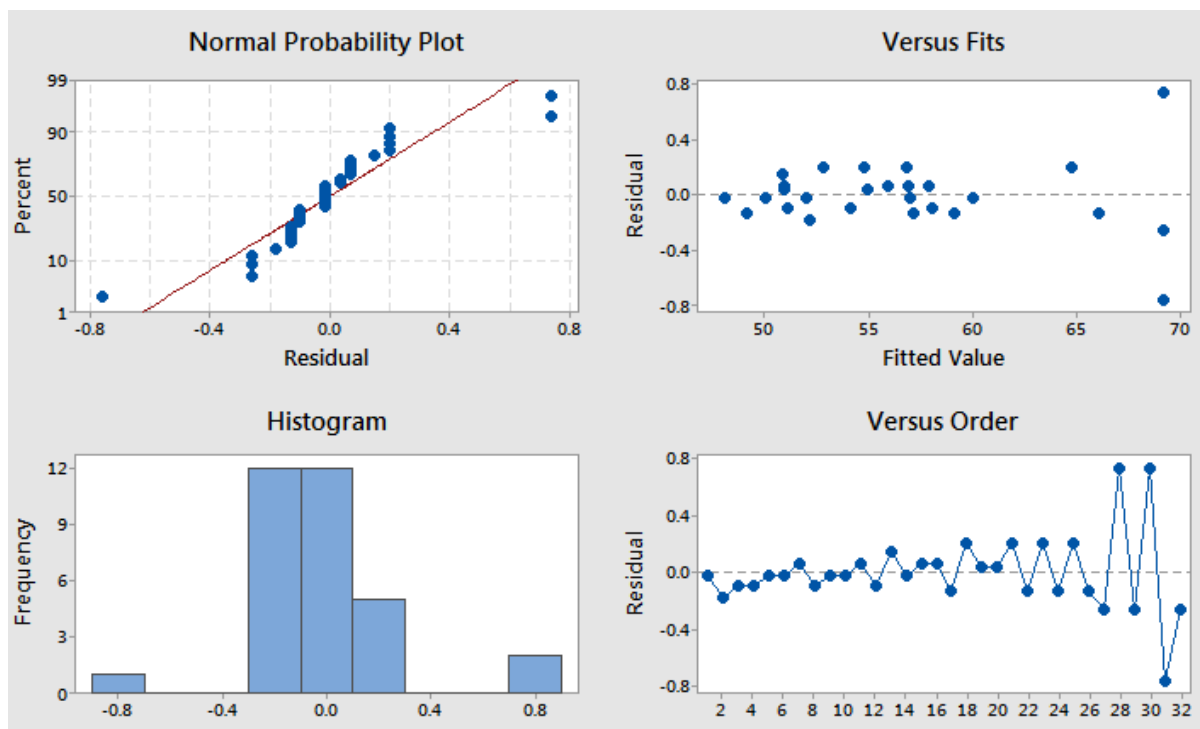 Normal Probability Plot
99
90
50
10
1
Percent
-0.8 -0.4 0.0 0.4 0.8
Residual
Versus Fits
0.8
0.4
0.0
-0.4
-0.8
Residual
50 55 60 65 70
Fitted Value
Histogram
12
9
6
3
0
Frequency
-0.8 -0.4 0.0 0.4 0.8
Versus Order
0.8
0.4
0.0
-0.4
-0.8
Residual
2 4 6 8 10 12 14 16 18 20 22 24 26 28 30 32